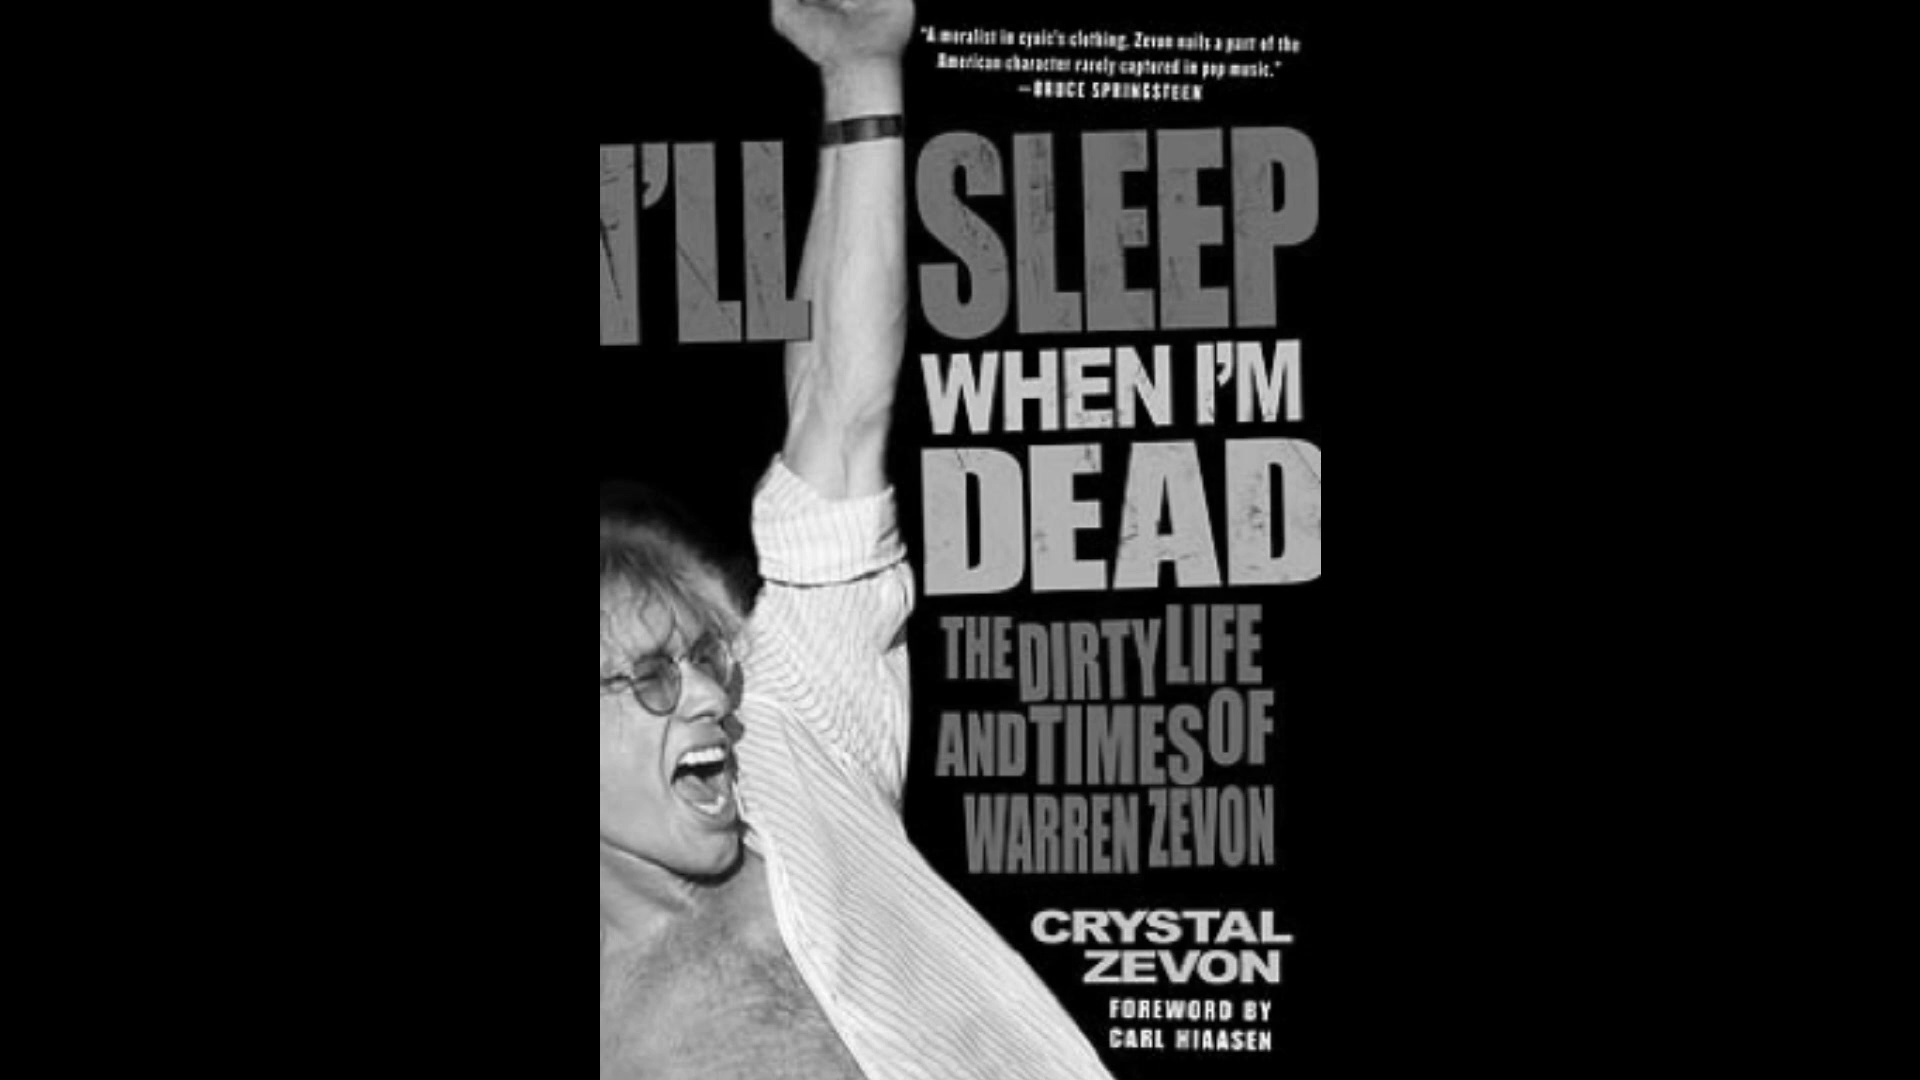 "A moralist in cynic's clothing, Zevon nails a part of the
American character rarely captured in pop music."
—BRUCE SPRINGSTEEN
I'LL SLEEP
WHEN I'M
DEAD
THE DIRTY LIFE
AND TIMES OF
WARREN ZEVON
CRYSTAL
ZEVON
FOREWORD BY
CARL HIAASEN